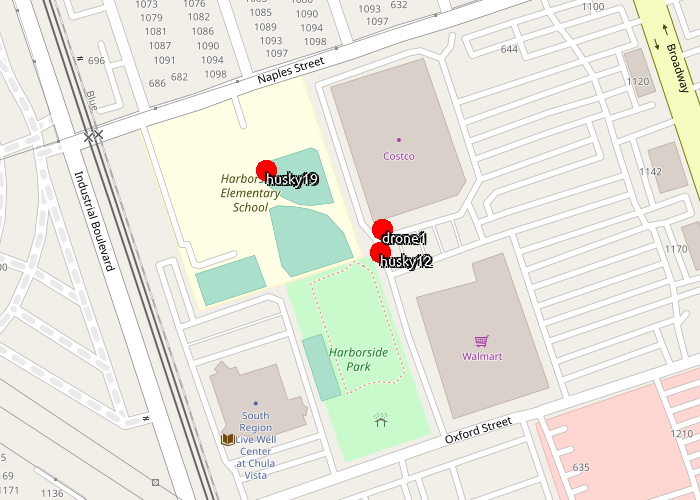 1073
1079
1081
1087
1091
1076
1082
1086
1090
1094
1098
696
686
682
1085
1089
1093
1097
1090
1094
1098
1093
1097
632
1100
644
Naples Street
Blue
Broadway
1120
1142
1170
Costco
husky19
Harborside
Elementary
School
drone1
husky12
Industrial Boulevard
Harborside
Park
Walmart
South
Region
Live Well
Center
at Chula
Vista
Oxford Street
635
1210
1136
169
1171